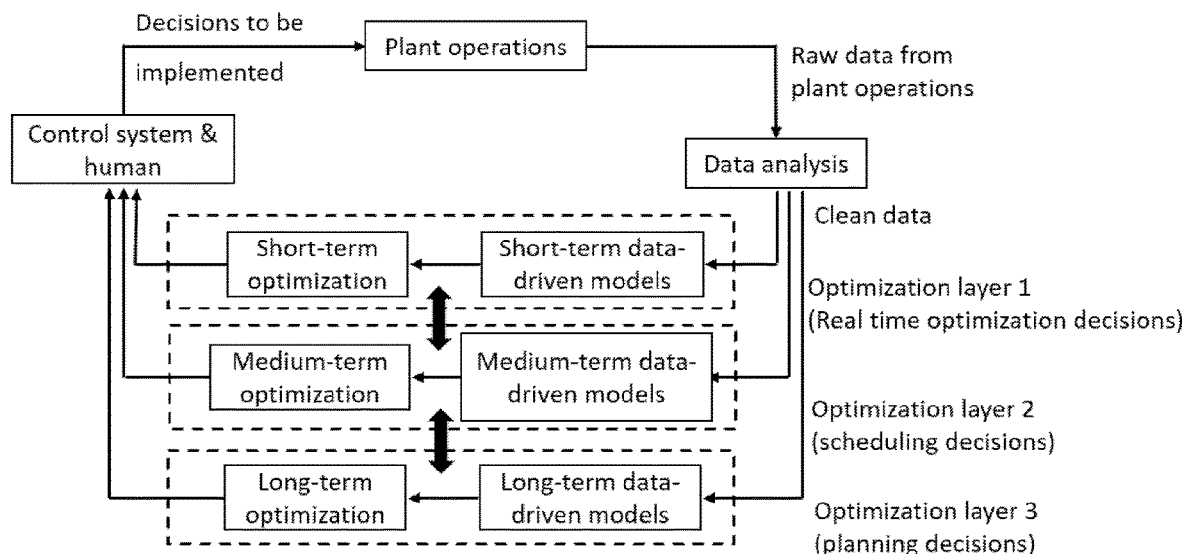 Decisions to be
implemented
Plant operations
Raw data from
plant operations
Control system &
human
Data analysis
Clean data
Short-term
optimization
Short-term data-
driven models
Optimization layer 1
(Real time optimization decisions)
Medium-term
optimization
Medium-term data-
driven models
Optimization layer 2
(scheduling decisions)
Long-term
optimization
Long-term data-
driven models
Optimization layer 3
(planning decisions)